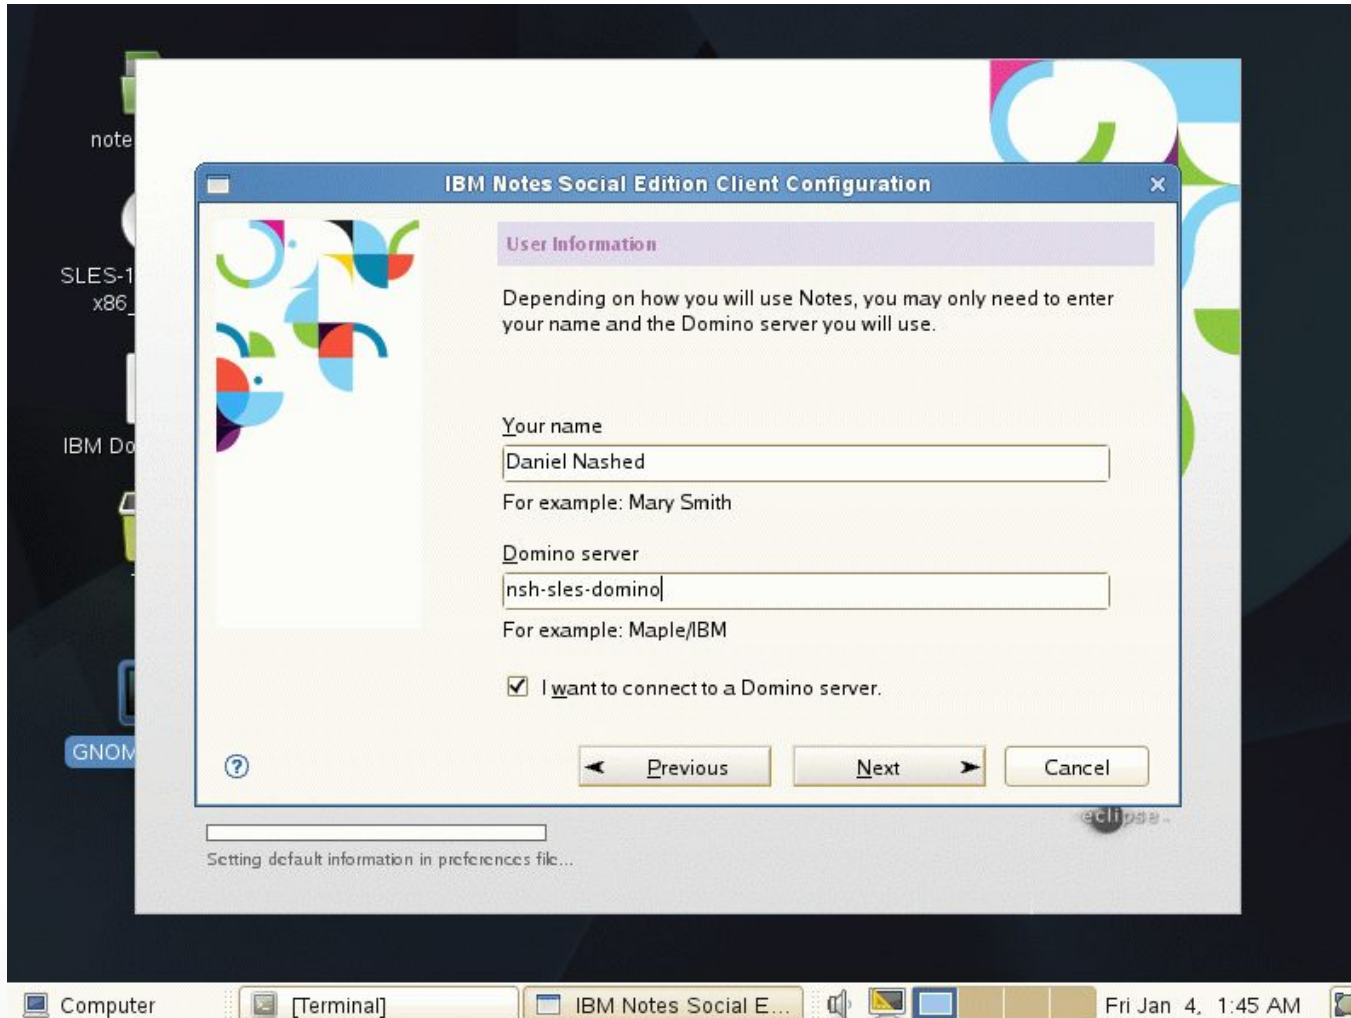 note
SLES-1
x86_
IBM Do
GNOM
IBM Notes Social Edition Client Configuration
User Information
Depending on how you will use Notes, you may only need to enter
your name and the Domino server you will use.
Your name
Daniel Nashed
For example: Mary Smith
Domino server
nsh-sles-domino
For example: Maple/IBM
I want to connect to a Domino server.
?
Previous
Next
Cancel
eclipse
Setting default information in preferences file...
Computer
[Terminal]
IBM Notes Social E...
Fri Jan 4, 1:45 AM